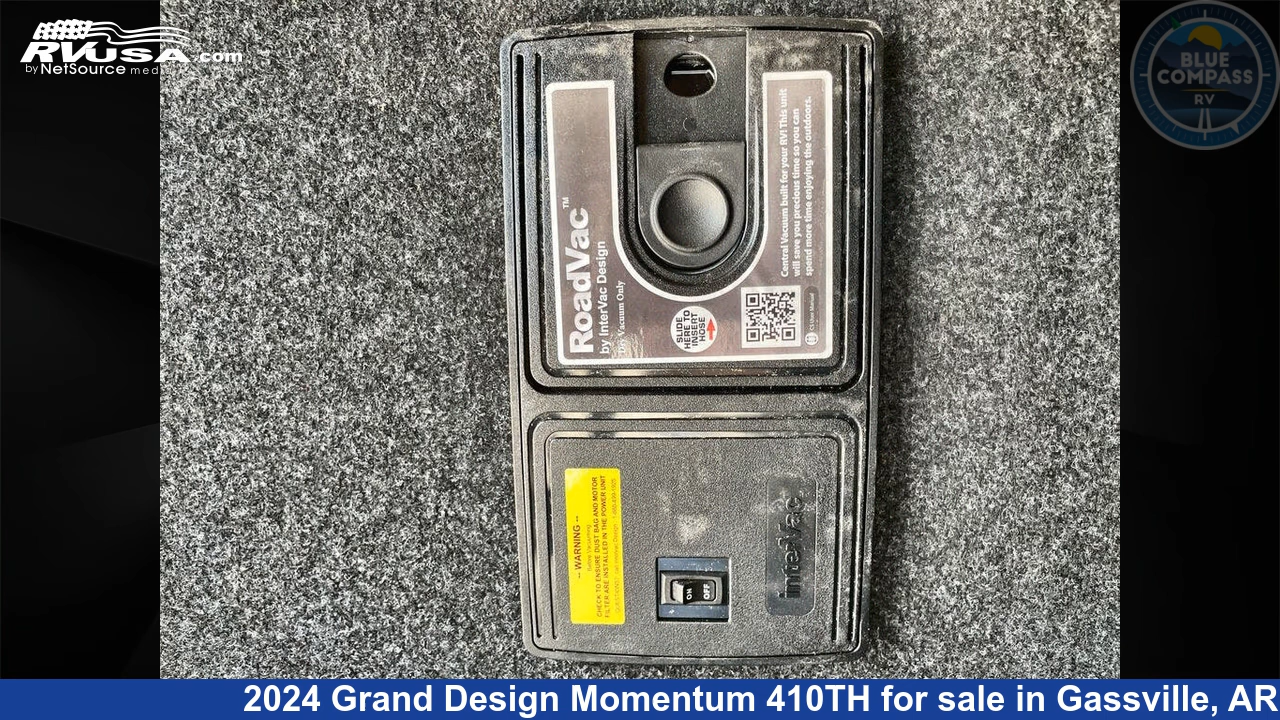 RVUSA.com
by NetSource media
BLUE
COMPASS
RV
RoadVac™
by InterVac Design
Dry Vacuum Only
SLIDE
HERE TO
INSERT
HOSE
Central Vacuum built for your RV! This unit
will save you precious time so you can
spend more time enjoying the outdoors.
-- WARNING --
Before Vacuuming
CHECK TO ENSURE DUST BAG AND MOTOR
FILTER ARE INSTALLED IN THE POWER UNIT
ON
OFF
InterVac
2024 Grand Design Momentum 410TH for sale in Gassville, AR